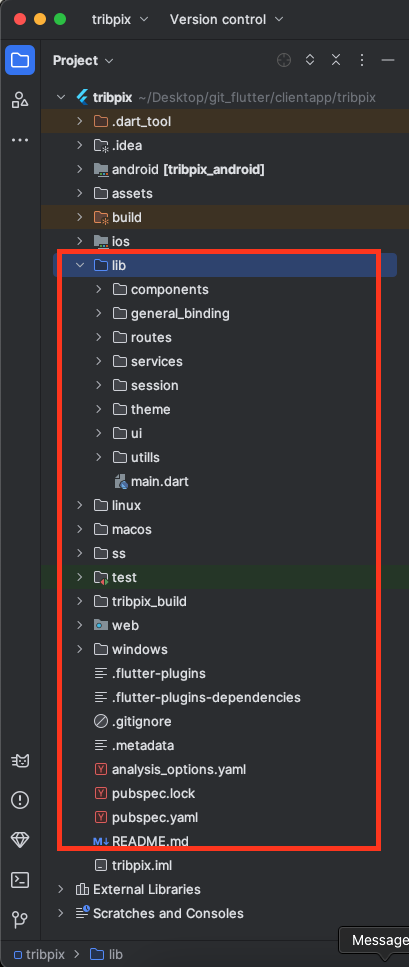 tribpix Version control
Project
tribpix ~/Desktop/git_flutter/clientapp/tribpix
.dart_tool
.idea
android [tribpix_android]
assets
build
ios
lib
components
general_binding
routes
services
session
theme
ui
utills
main.dart
linux
macos
ss
test
tribpix_build
web
windows
.flutter-plugins
.flutter-plugins-dependencies
.gitignore
.metadata
Y analysis_options.yaml
Y pubspec.lock
Y pubspec.yaml
M↓ README.md
tribpix.iml
External Libraries
Scratches and Consoles
Message
tribpix > lib